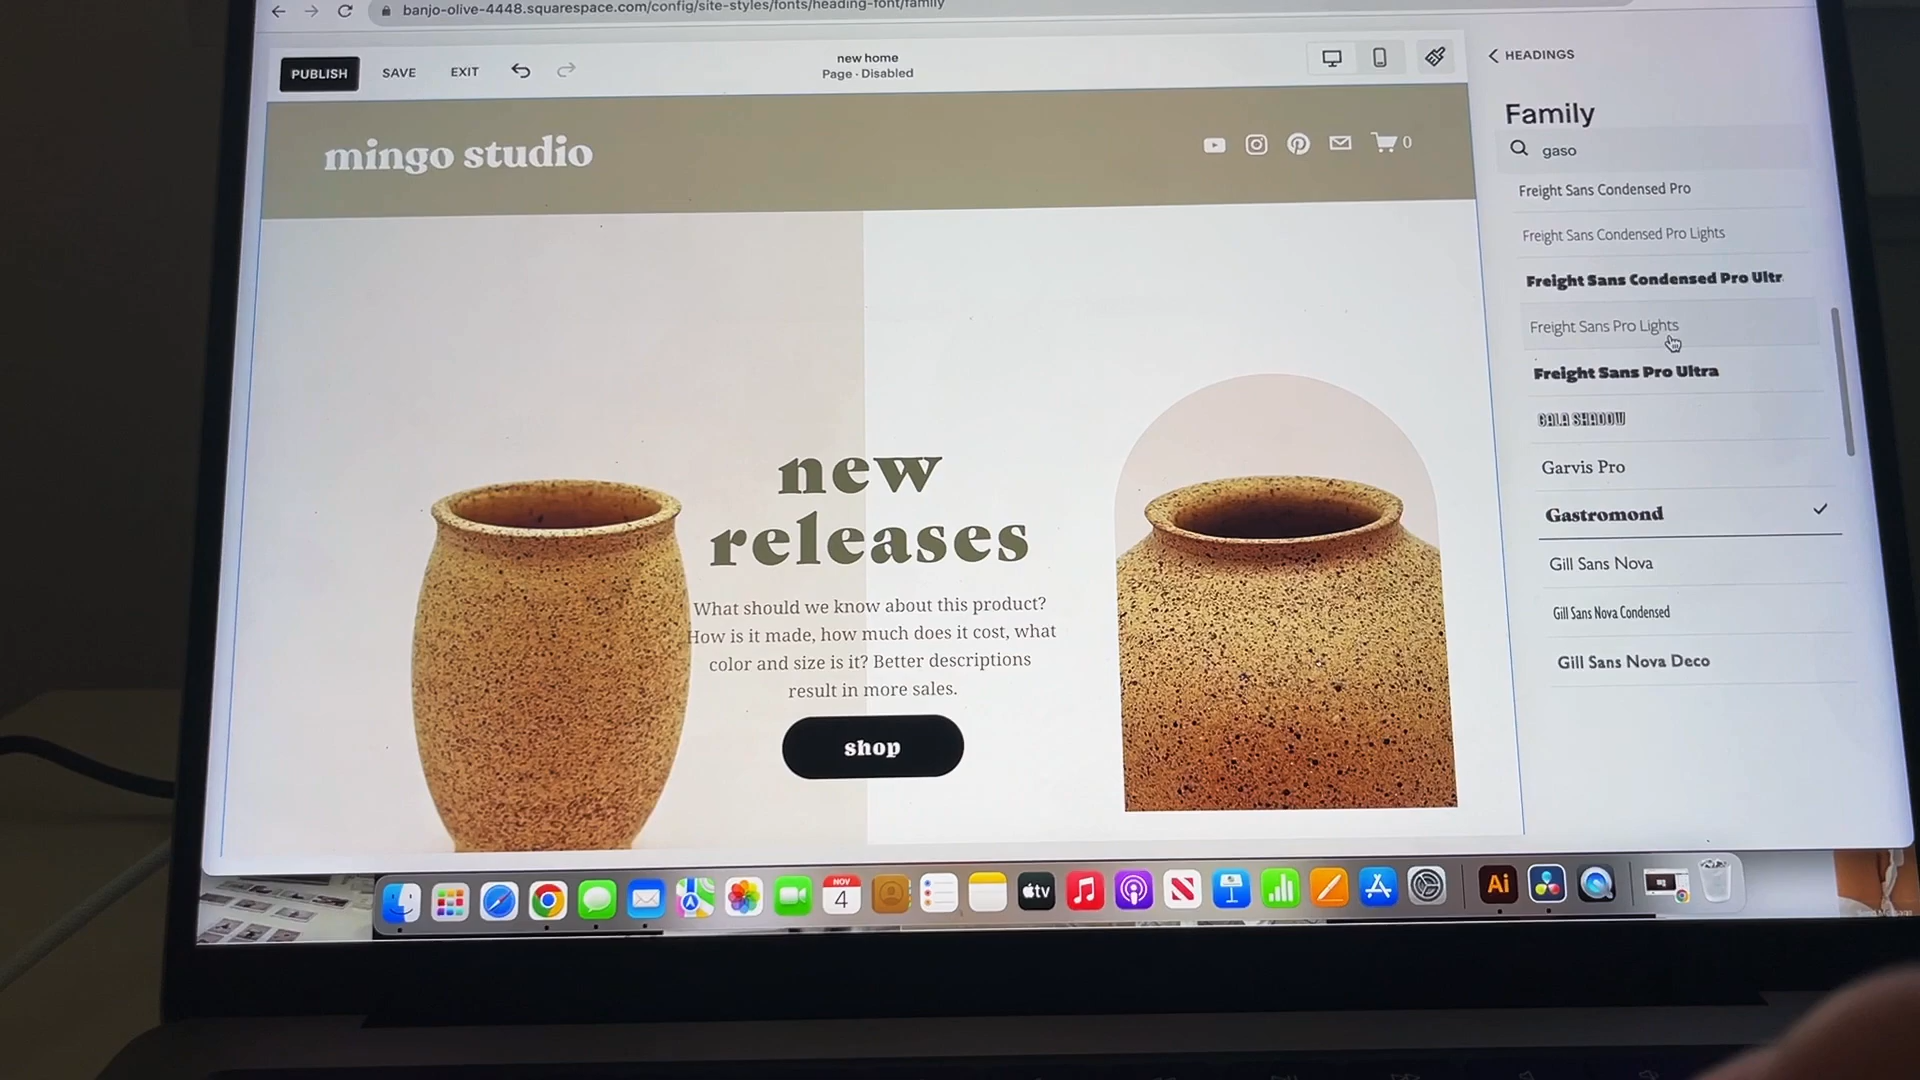 banjo-olive-4448.squarespace.com/config/site-styles/fonts/heading-font/family
PUBLISH
SAVE
EXIT
new home
Page · Disabled
HEADINGS
Family
gaso
mingo studio
0
Freight Sans Condensed Pro
Freight Sans Condensed Pro Lights
Freight Sans Condensed Pro Ultr
Freight Sans Pro Lights
Freight Sans Pro Ultra
GALA SHADOW
Garvis Pro
Gastromond
Gill Sans Nova
Gill Sans Nova Condensed
Gill Sans Nova Deco
new
releases
What should we know about this product?
How is it made, how much does it cost, what
color and size is it? Better descriptions
result in more sales.
shop
NOV
4
tv
Ai